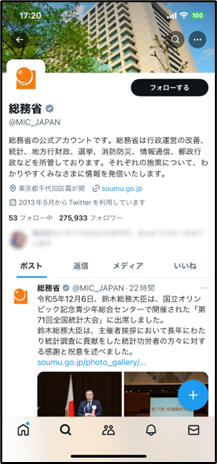 17:20
100
フォローする
総務省
@MIC_JAPAN
総務省の公式アカウントです。総務省は行政運営の改善、
統計、地方行財政、選挙、消防防災、情報通信、郵政行
政などを所管しております。それぞれの施策について、わ
かりやすくみなさまに情報を発信いたします。
東京都千代田区霞が関 soumu.go.jp
2013年5月からTwitterを利用しています
53 フォロー中 275,933 フォロワー
ポスト 返信 メディア いいね
総務省 @MIC_JAPAN · 22時間
令和5年12月6日、鈴木総務大臣は、国立オリン
ピック記念青少年総合センターで開催された「第
71回全国統計大会」に出席しました。
鈴木総務大臣は、主催者挨拶において長年にわ
たり統計調査に貢献をした統計功労者の方々に対
する感謝と祝意を述べました。
soumu.go.jp/photo_gallery/...